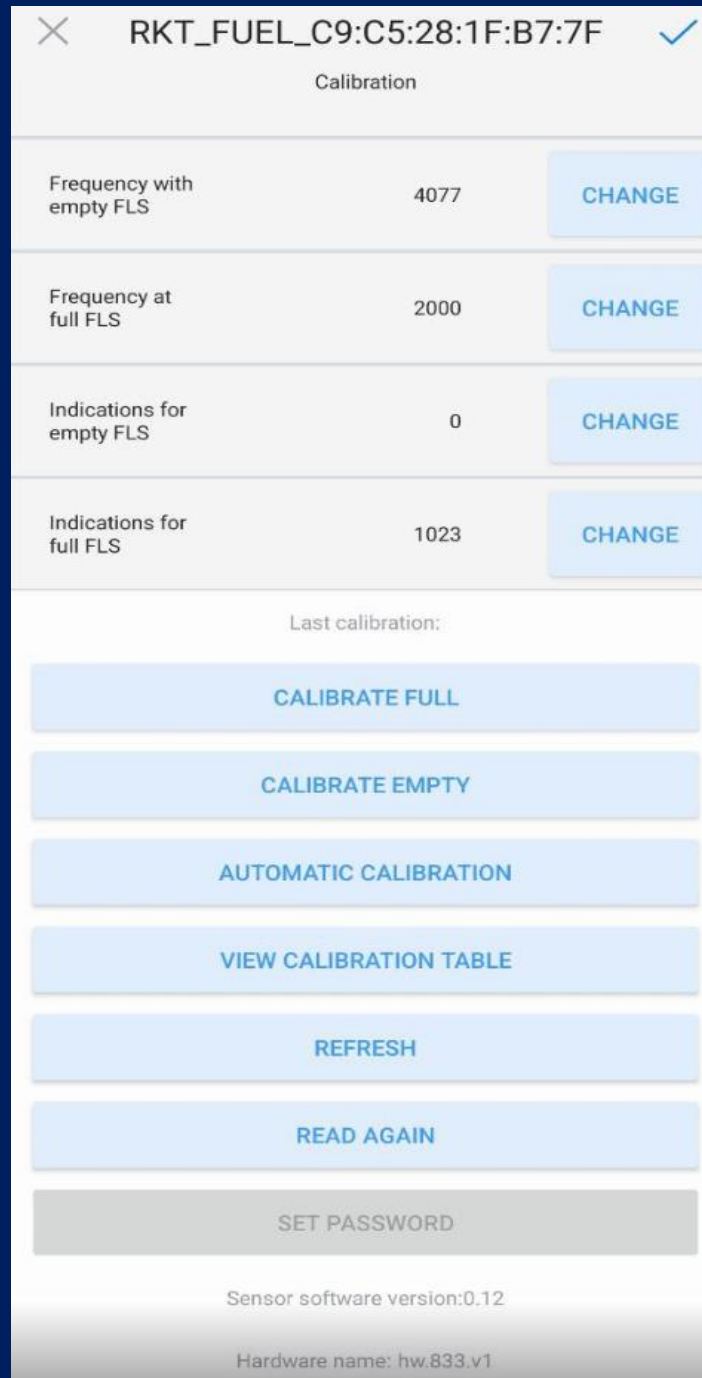 RKT_FUEL_C9:C5:28:1F:B7:7F
Calibration
Frequency with
empty FLS
4077
CHANGE
Frequency at
full FLS
2000
CHANGE
Indications for
empty FLS
0
CHANGE
Indications for
full FLS
1023
CHANGE
Last calibration:
CALIBRATE FULL
CALIBRATE EMPTY
AUTOMATIC CALIBRATION
VIEW CALIBRATION TABLE
REFRESH
READ AGAIN
SET PASSWORD
Sensor software version:0.12
Hardware name: hw.833.v1